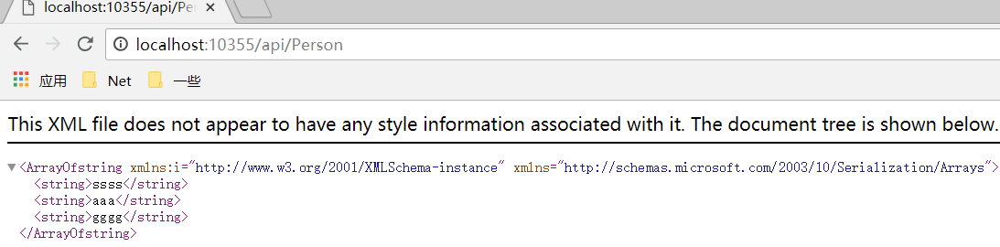 localhost:10355/api/Pe
localhost:10355/api/Person
应用 Net 一些
This XML file does not appear to have any style information associated with it. The document tree is shown below.
<ArrayOfstring xmlns:i="http://www.w3.org/2001/XMLSchema-instance" xmlns="http://schemas.microsoft.com/2003/10/Serialization/Arrays">
<string>ssss</string>
<string>aaa</string>
<string>gggg</string>
</ArrayOfstring>